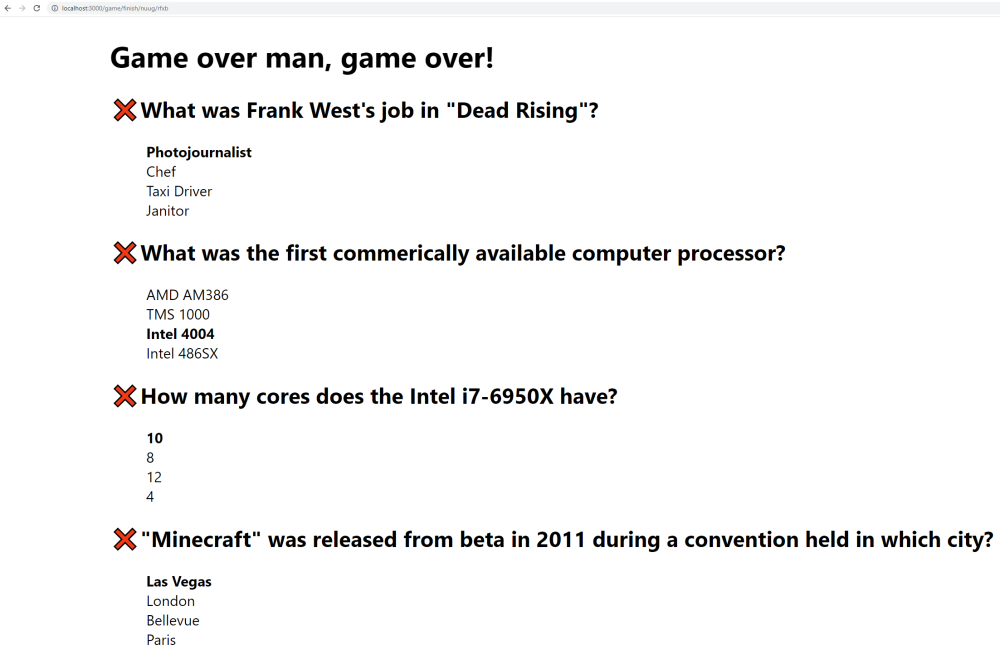 localhost:3000/game/finish/nuug/rfxb
Game over man, game over!
What was Frank West's job in "Dead Rising"?
Photojournalist
Chef
Taxi Driver
Janitor
What was the first commerically available computer processor?
AMD AM386
TMS 1000
Intel 4004
Intel 486SX
How many cores does the Intel i7-6950X have?
10
8
12
4
"Minecraft" was released from beta in 2011 during a convention held in which city?
Las Vegas
London
Bellevue
Paris